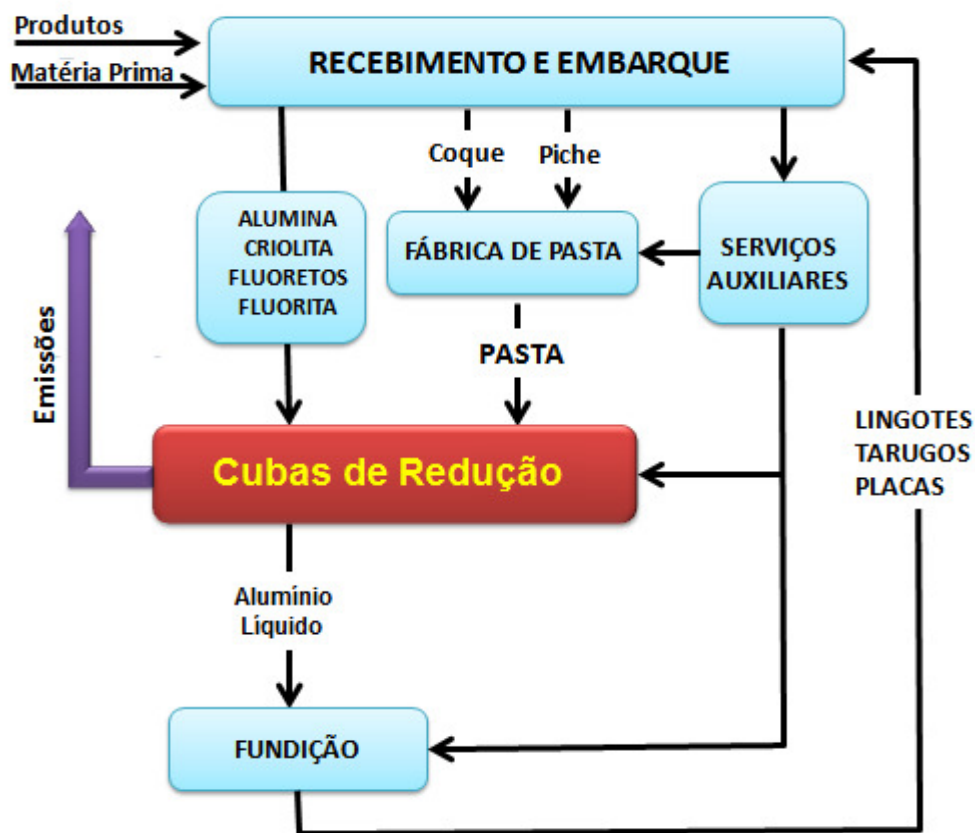 Produtos
Matéria Prima
RECEBIMENTO E EMBARQUE
Coque
Piche
ALUMINA
CRIOLITA
FLUORETOS
FLUORITA
FÁBRICA DE PASTA
SERVIÇOS
AUXILIARES
Emissões
PASTA
Cubas de Redução
LINGOTES
TARUGOS
PLACAS
Alumínio
Líquido
FUNDIÇÃO